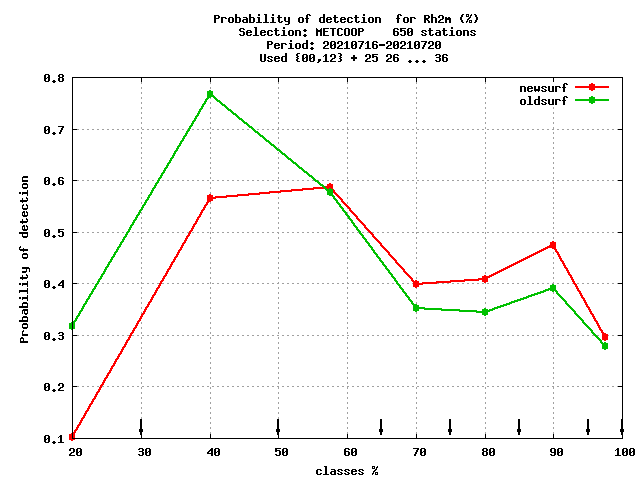 Probability of detection  for Rh2m (%)
Selection: METCOOP    650 stations
Period: 20210716-20210720
Used {00,12} + 25 26 ... 36
newsurf
oldsurf
Probability of detection
0.8
0.7
0.6
0.5
0.4
0.3
0.2
0.1
20 30 40 50 60 70 80 90 100
classes %